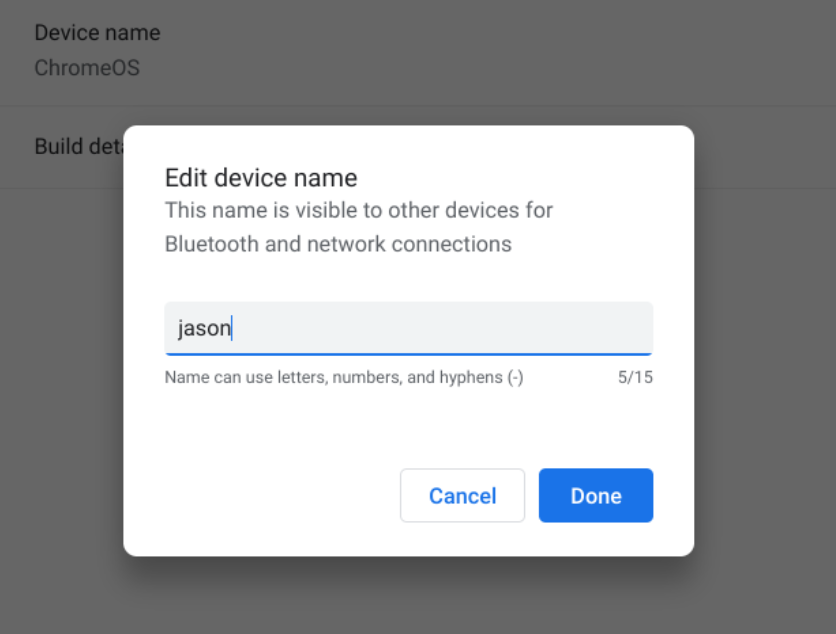 Device name
ChromeOS
Build
Edit device name
This name is visible to other devices for
Bluetooth and network connections
jason
Name can use letters, numbers, and hyphens (-)
5/15
Cancel
Done